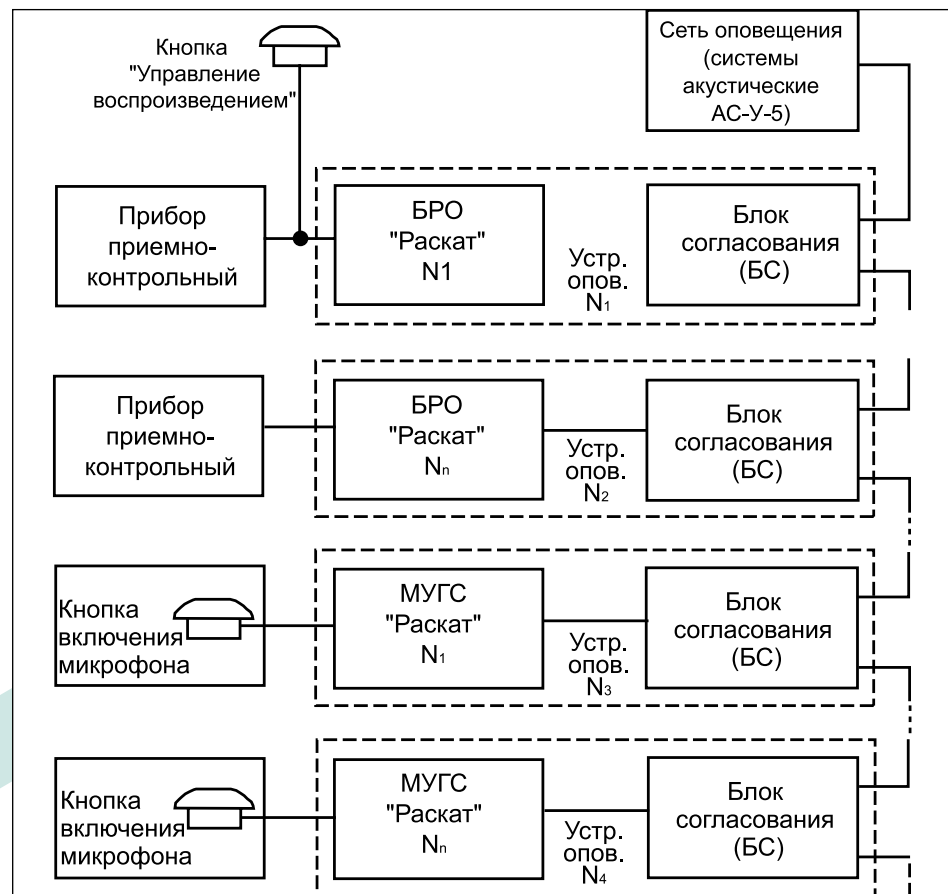 Кнопка
"Управление
воспроизведением"
Сеть оповещения
(системы
акустические
АС-У-5)
Прибор
приемно-
контрольный
БРО
"Раскат"
N1
Устр.
опов.
N1
Блок
согласования
(БС)
Прибор
приемно-
контрольный
БРО
"Раскат"
Nn
Устр.
опов.
N2
Блок
согласования
(БС)
Кнопка
включения
микрофона
МУГС
"Раскат"
N1
Устр.
опов.
N3
Блок
согласования
(БС)
Кнопка
включения
микрофона
МУГС
"Раскат"
Nn
Устр.
опов.
N4
Блок
согласования
(БС)